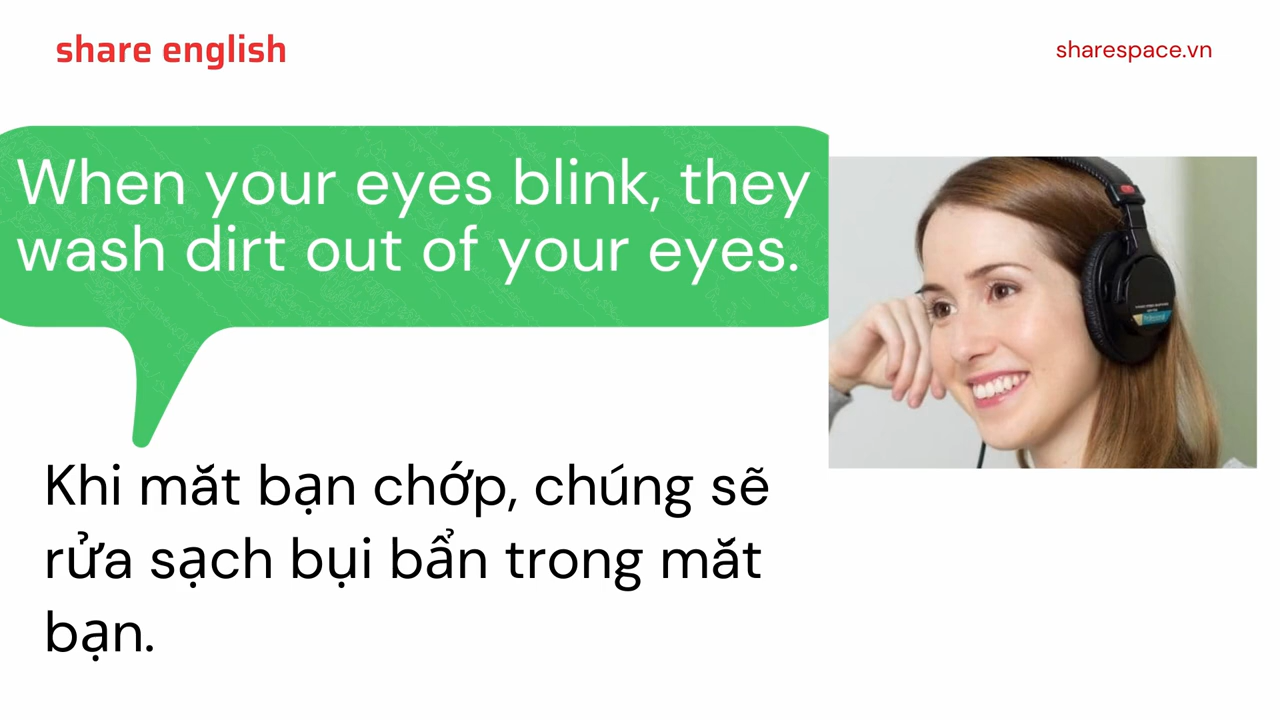 share english
sharespace.vn
When your eyes blink, they
wash dirt out of your eyes.
Khi mắt bạn chớp, chúng sẽ
rửa sạch bụi bẩn trong mắt
bạn.